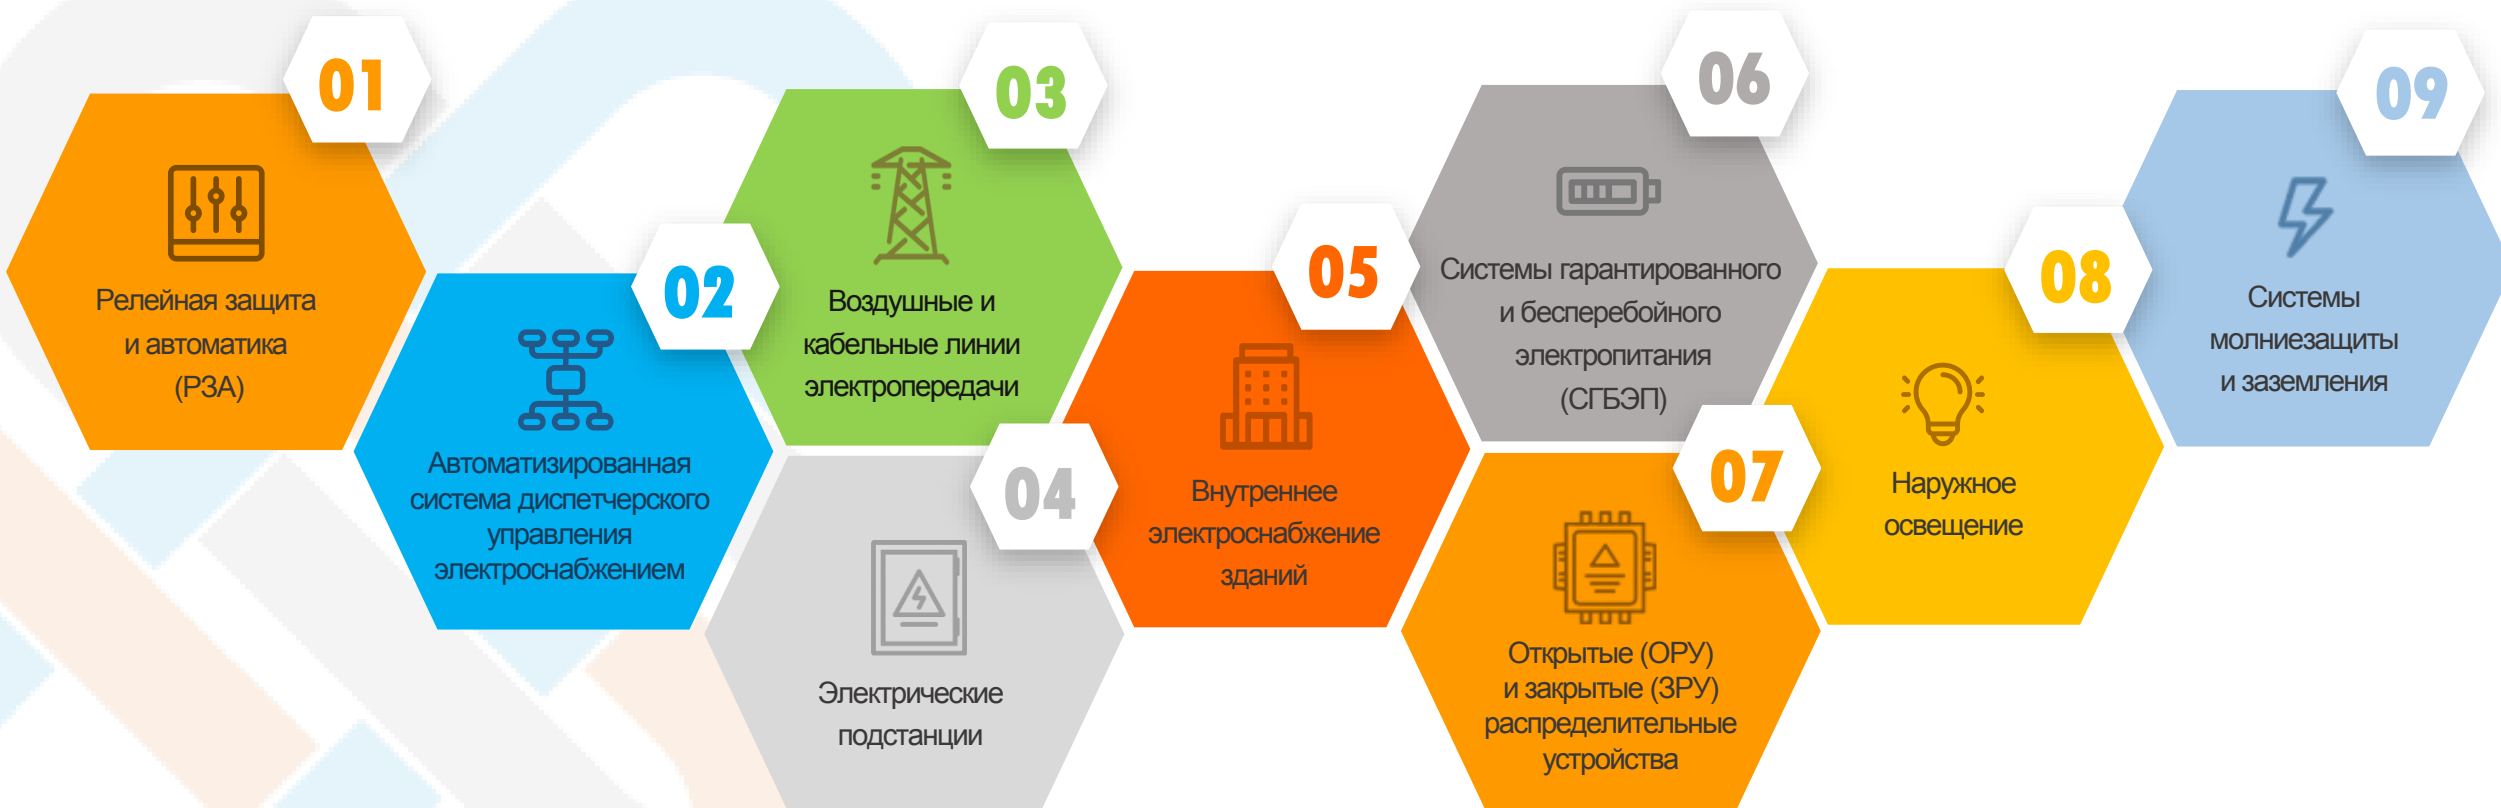 01
Релейная защита
и автоматика
(РЗА)
02
Автоматизированная
система диспетчерского
управления
электроснабжением
03
Воздушные и
кабельные линии
электропередачи
04
Электрические
подстанции
05
Внутреннее
электроснабжение
зданий
06
Системы гарантированного
и бесперебойного
электропитания
(СГБЭП)
07
Открытые (ОРУ)
и закрытые (ЗРУ)
распределительные
устройства
08
Наружное
освещение
09
Системы
молниезащиты
и заземления